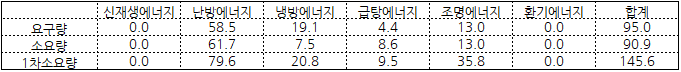 신재생에너지 난방에너지 냉방에너지 급탕에너지 조명에너지 환기에너지 합계
요구량 0.0 58.5 19.1 4.4 13.0 0.0 95.0
소요량 0.0 61.7 7.5 8.6 13.0 0.0 90.9
1차소요량 0.0 79.6 20.8 9.5 35.8 0.0 145.6